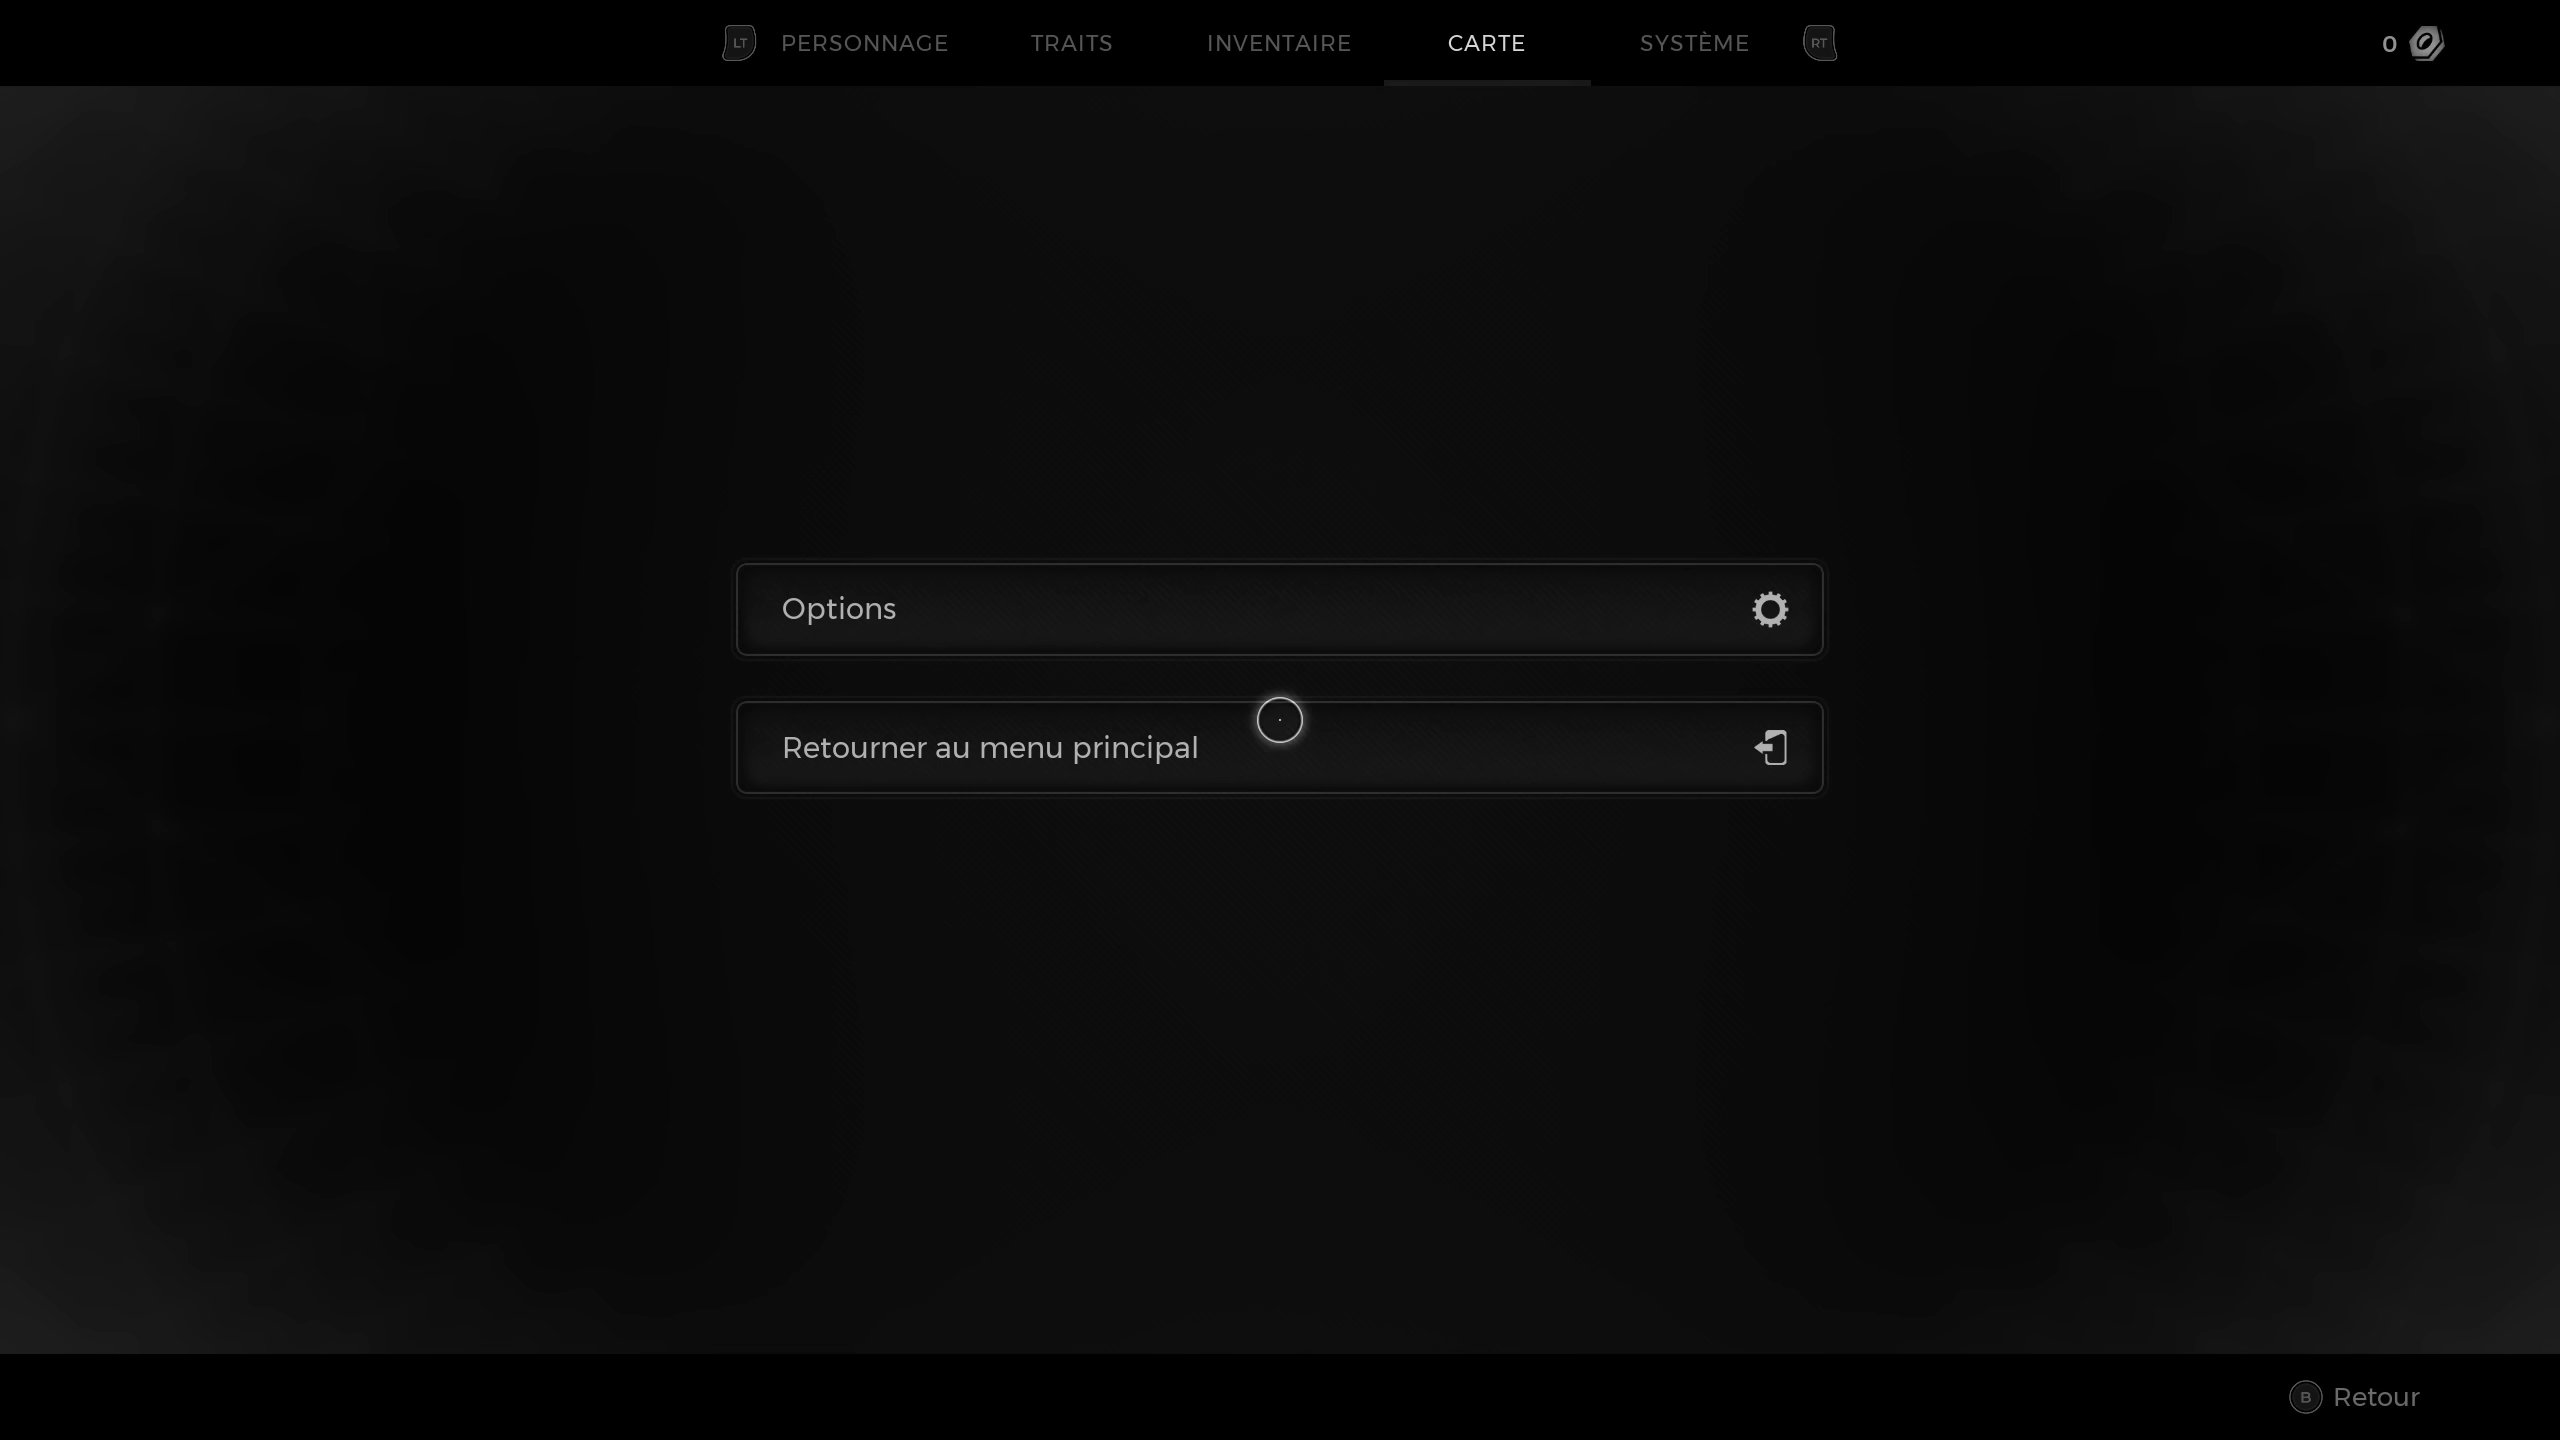 LT PERSONNAGE TRAITS INVENTAIRE CARTE SYSTÈME RT 0
Options
Retourner au menu principal
B Retour